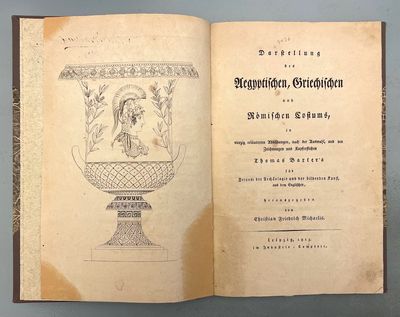 Darstellung
des
Aegyptischen, Griechischen
und
Römischen Costums,
in
vierzig erläuterten Abbildungen, nach der Auswahl, und den
Zeichnungen und Kupferstichen
Thomas Baxter's
für
Freunde der Archäologie und der bildenden Kunst,
aus dem Englischen,
herausgegeben
von
Christian Friedrich Michaelis.
Leipzig, 1815.
im Industrie-Comptoir.